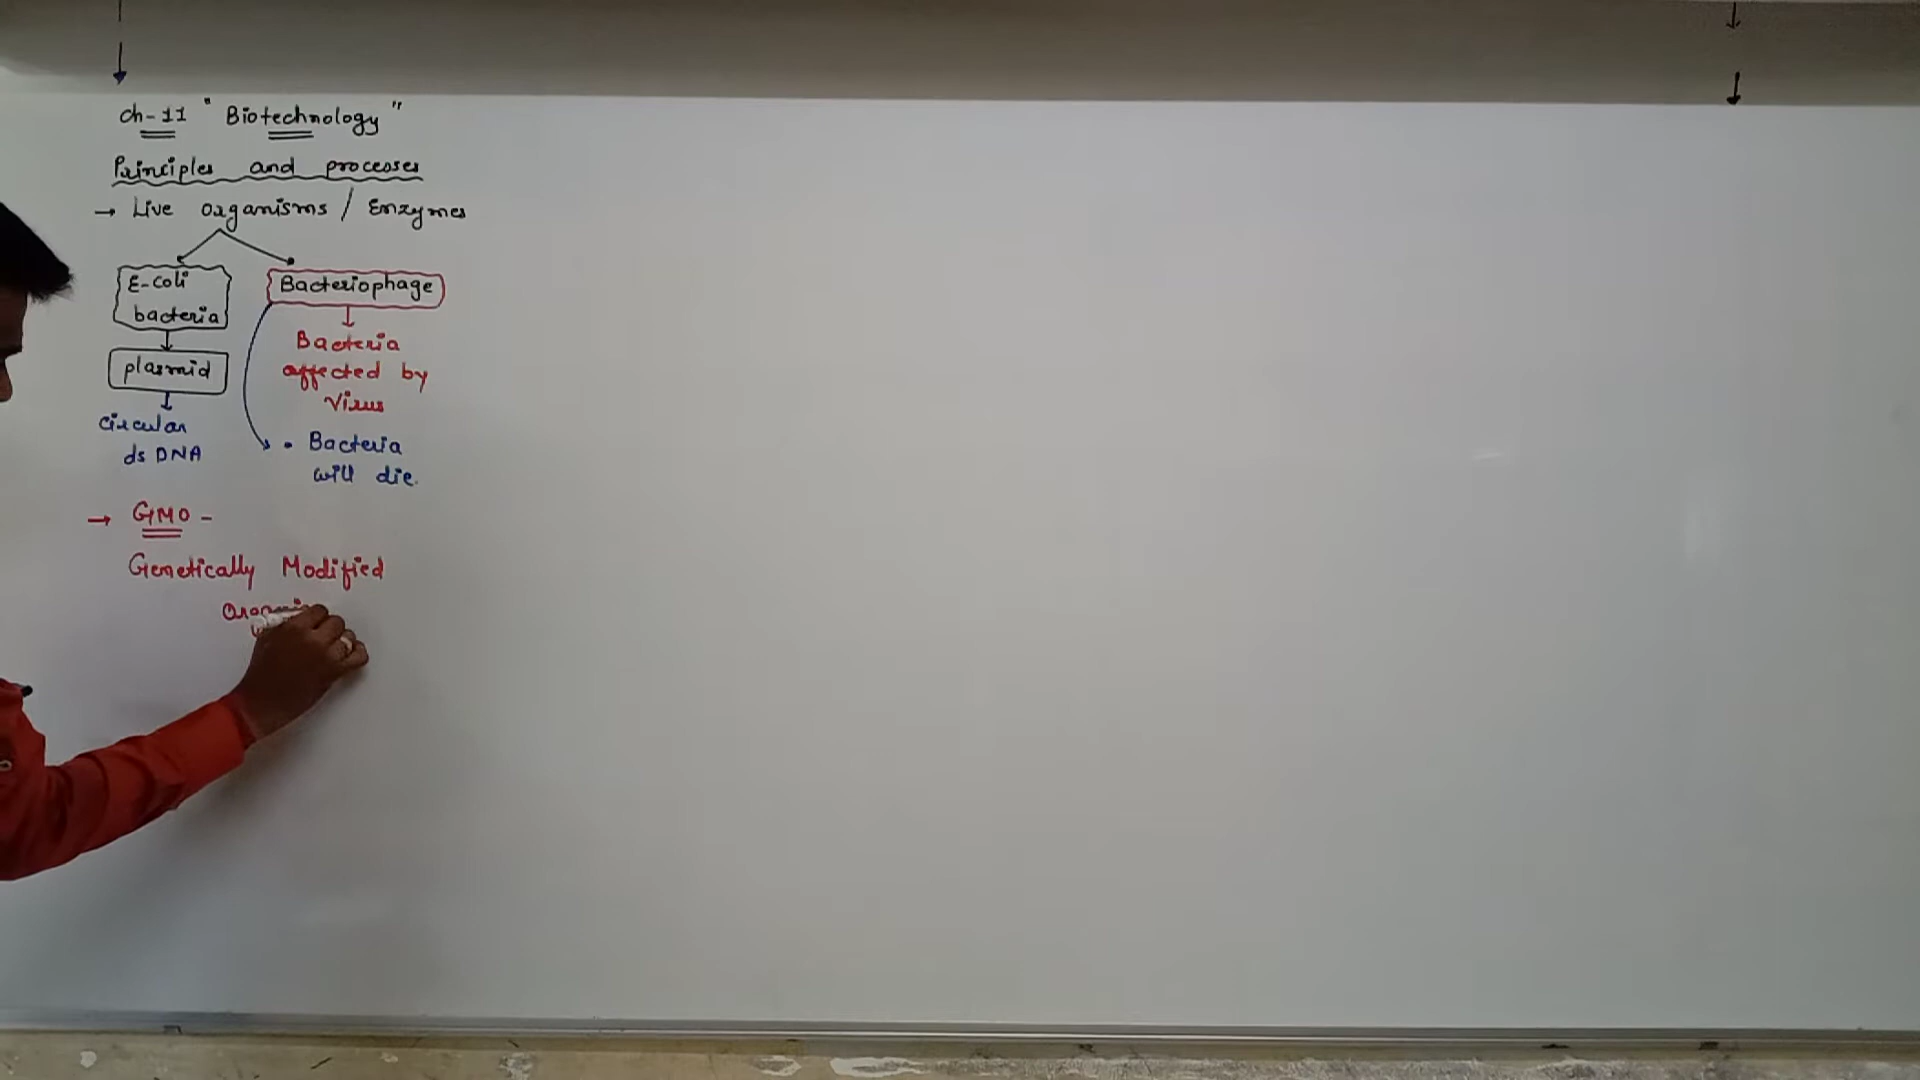 ch-11 "Biotechnology"
Principles and processes
→ Live organisms / Enzymes
E-coli
bacteria
Bacteriophage
plasmid
Bacteria
affected by
Virus
circular
ds DNA
• Bacteria
will die.
→ GMO -
Genetically Modified